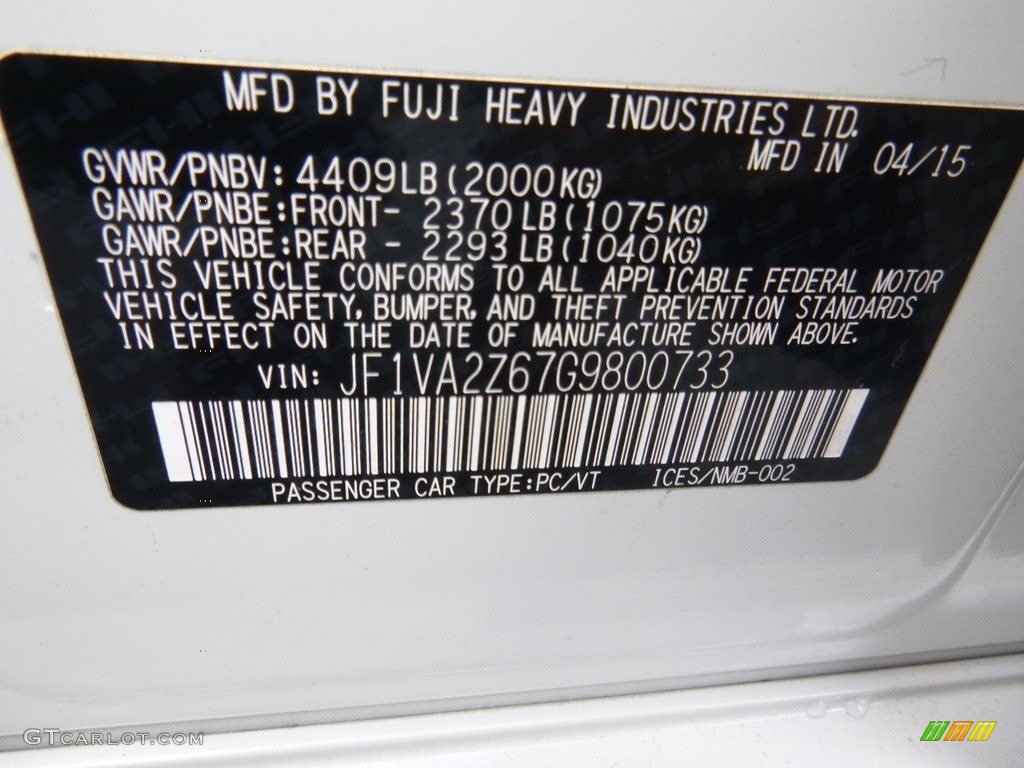 MFD BY FUJI HEAVY INDUSTRIES LTD.
MFD IN 04/15
GVWR/PNBV: 4409LB(2000KG)
GAWR/PNBE:FRONT- 2370LB(1075KG)
GAWR/PNBE:REAR - 2293LB(1040KG)
THIS VEHICLE CONFORMS TO ALL APPLICABLE FEDERAL MOTOR
VEHICLE SAFETY, BUMPER, AND THEFT PREVENTION STANDARDS
IN EFFECT ON THE DATE OF MANUFACTURE SHOWN ABOVE.
VIN: JF1VA2Z67G9800733
PASSENGER CAR TYPE:PC/VT ICES/NMB-002
GTCARLOT.COM